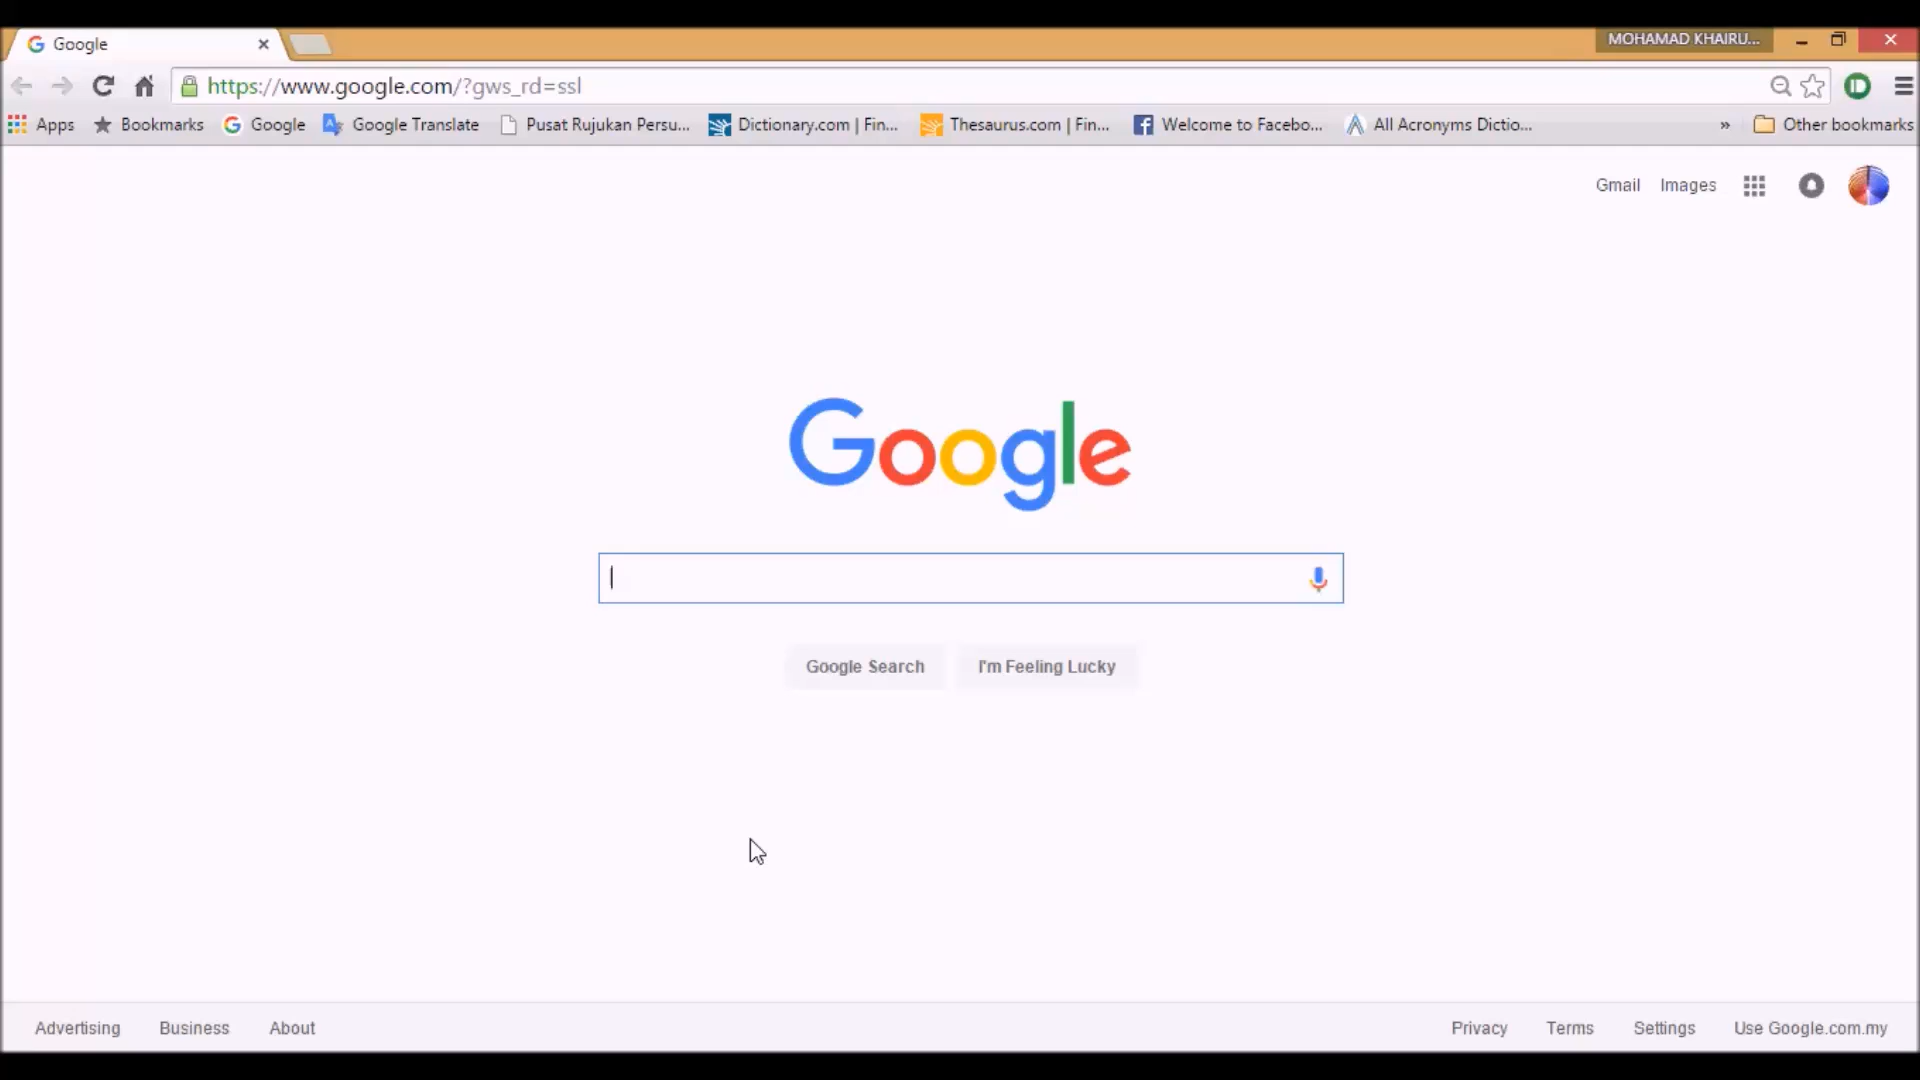 Google
MOHAMAD KHAIRU...
https://www.google.com/?gws_rd=ssl
Apps Bookmarks Google Google Translate Pusat Rujukan Persu... Dictionary.com | Fin... Thesaurus.com | Fin... Welcome to Facebo... All Acronyms Dictio... » Other bookmarks
Gmail Images
Google
Google Search I'm Feeling Lucky
Advertising Business About Privacy Terms Settings Use Google.com.my